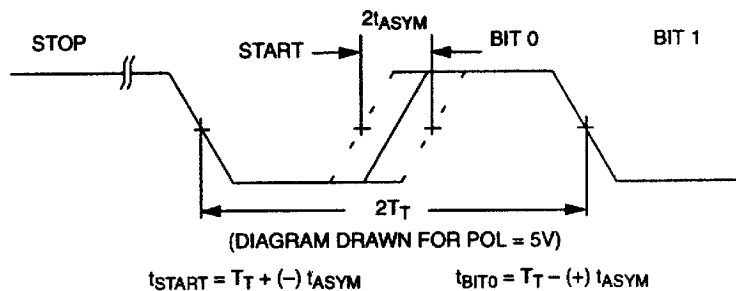 2tASYM
STOP START BIT 0 BIT 1
2TT
(DIAGRAM DRAWN FOR POL = 5V)
tSTART = TT + (–) tASYM tBIT0 = TT – (+) tASYM